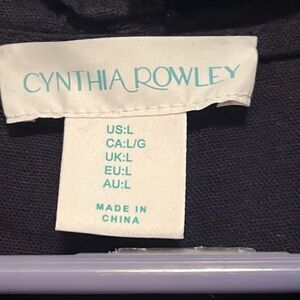 CYNTHIA ROWLEY
US:L
CA:L/G
UK:L
EU:L
AU:L
MADE IN
CHINA